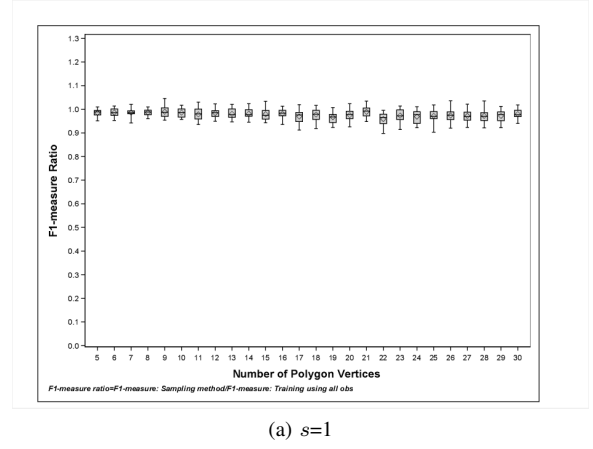 1.3
1.2
1.1
1.0
0.9
0.8
0.7
0.6
0.5
0.4
0.3
0.2
0.1
0.0
F1-measure Ratio
5 6 7 8 9 10 11 12 13 14 15 16 17 18 19 20 21 22 23 24 25 26 27 28 29 30
Number of Polygon Vertices
F1-measure ratio=F1-measure: Sampling method/F1-measure: Training using all obs
(a) s=1